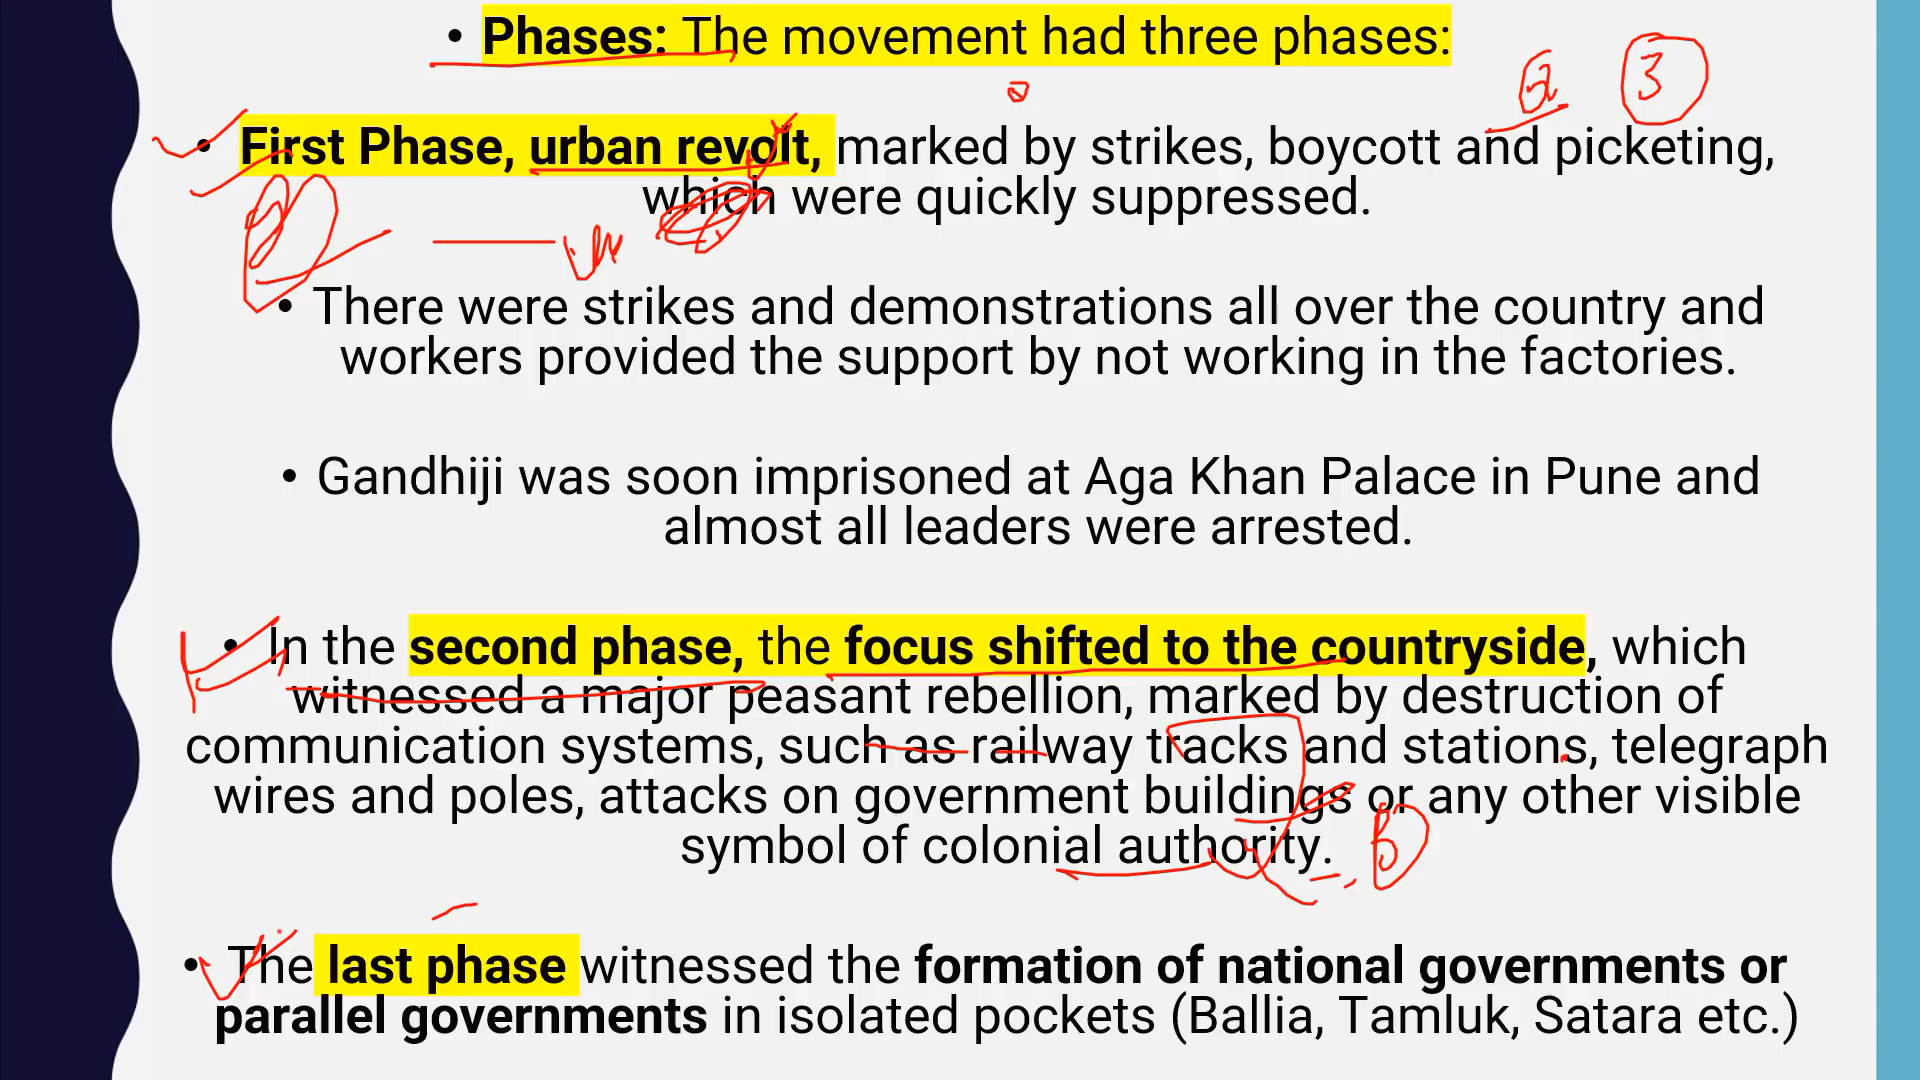 • Phases: The movement had three phases:
3
• First Phase, urban revolt, marked by strikes, boycott and picketing,
which were quickly suppressed.
• There were strikes and demonstrations all over the country and
workers provided the support by not working in the factories.
• Gandhiji was soon imprisoned at Aga Khan Palace in Pune and
almost all leaders were arrested.
• In the second phase, the focus shifted to the countryside, which
witnessed a major peasant rebellion, marked by destruction of
communication systems, such as railway tracks and stations, telegraph
wires and poles, attacks on government buildings or any other visible
symbol of colonial authority.
• The last phase witnessed the formation of national governments or
parallel governments in isolated pockets (Ballia, Tamluk, Satara etc.)